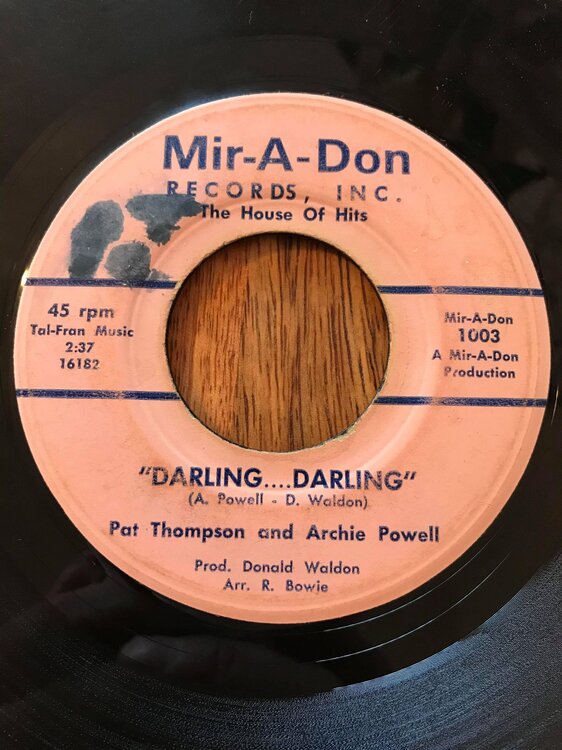 Mir-A-Don
RECORDS, INC.
The House Of Hits
45 rpm
Tal-Fran Music
2:37
16182
Mir-A-Don
1003
A Mir-A-Don
Production
"DARLING....DARLING"
(A. Powell - D. Waldon)
Pat Thompson and Archie Powell
Prod. Donald Waldon
Arr. R. Bowie